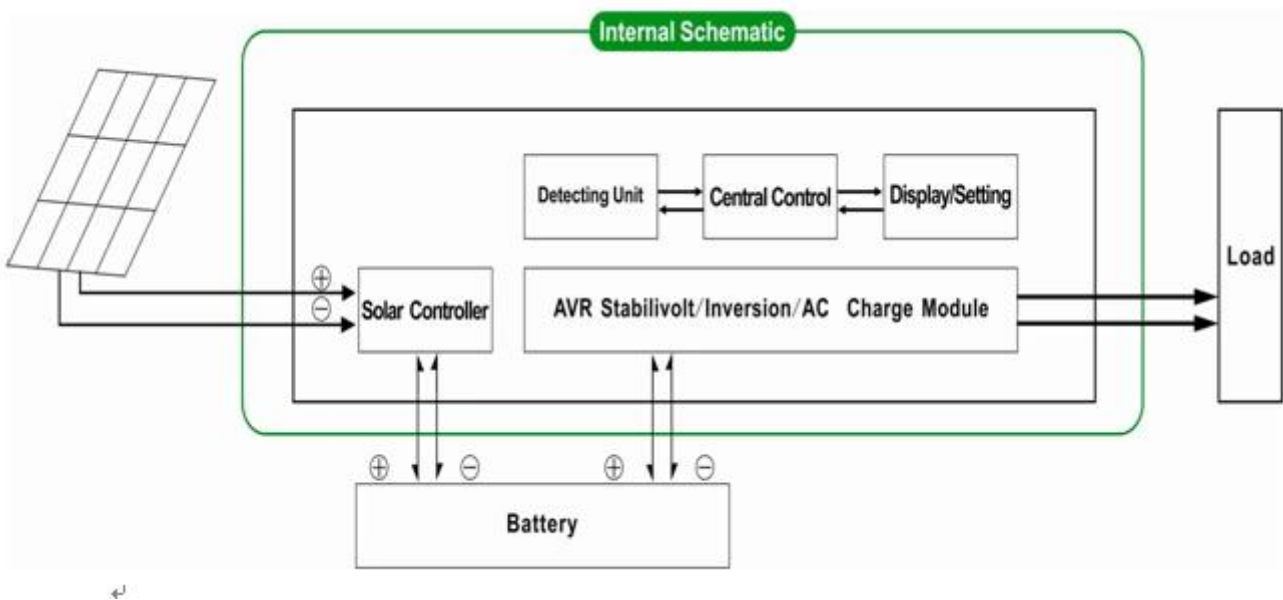 Internal Schematic
Detecting Unit
Central Control
Display/Setting
Load
+
−
Solar Controller
AVR Stabilivolt/Inversion/AC Charge Module
+ − + −
Battery
↵